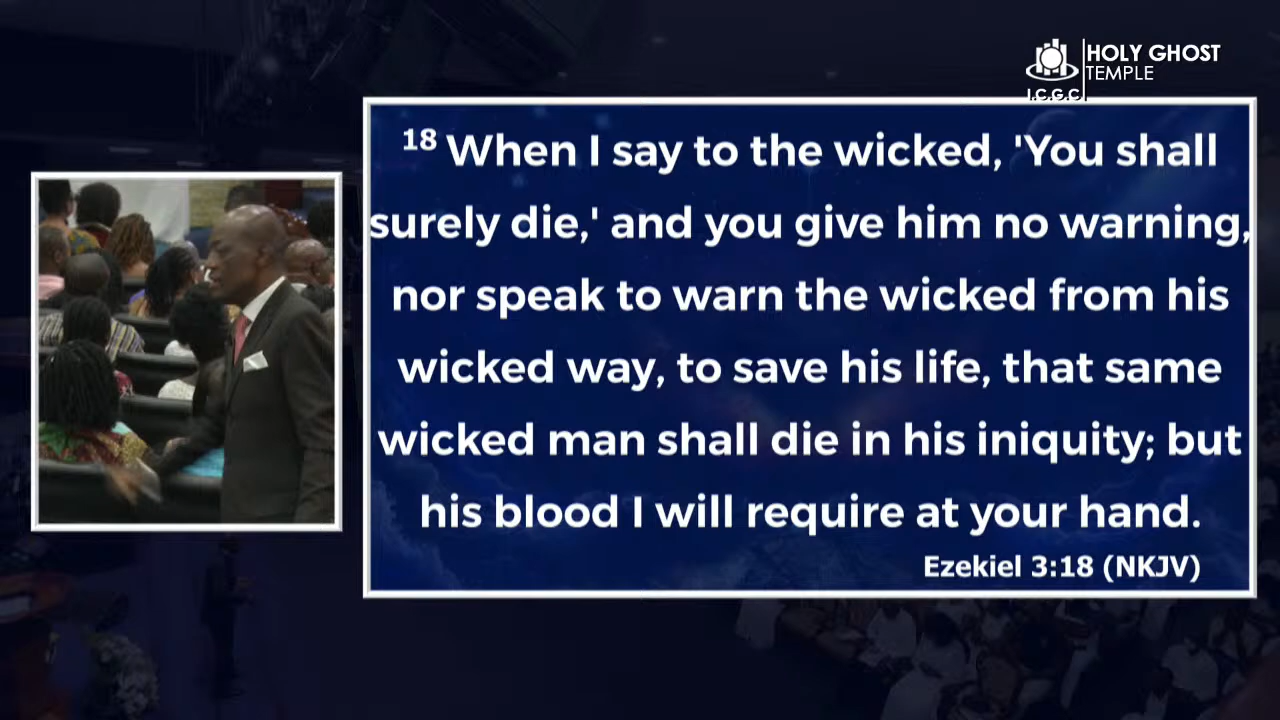 HOLY GHOST
TEMPLE
I.C.G.C
18 When I say to the wicked, 'You shall
surely die,' and you give him no warning,
nor speak to warn the wicked from his
wicked way, to save his life, that same
wicked man shall die in his iniquity; but
his blood I will require at your hand.
Ezekiel 3:18 (NKJV)